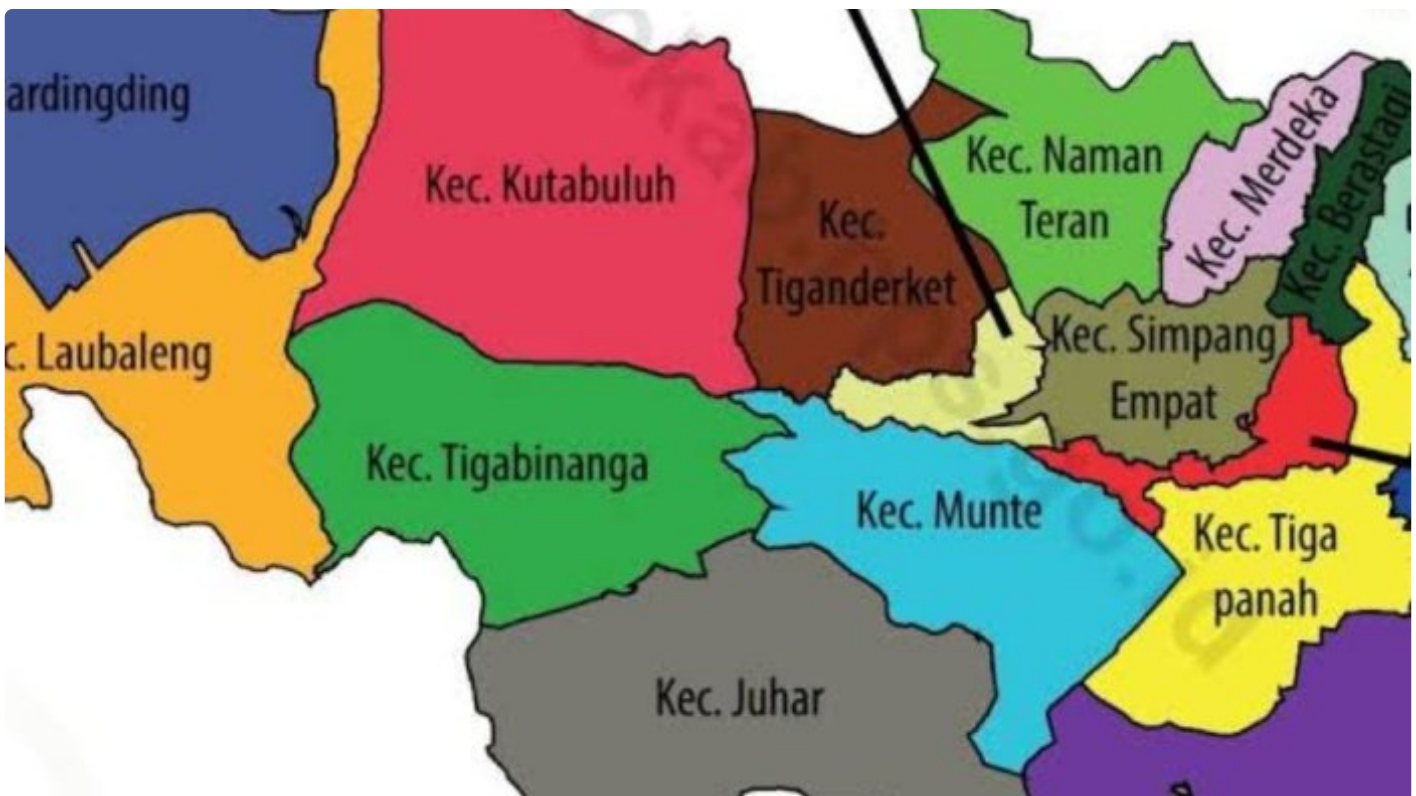 ardingding
Kec. Kutabuluh
Kec.
Tiganderket
Kec. Naman
Teran
Kec. Merdeka
Kec. Berastagi
c. Laubaleng
Kec. Simpang
Empat
Kec. Tigabinanga
Kec. Munte
Kec. Tiga
panah
Kec. Juhar